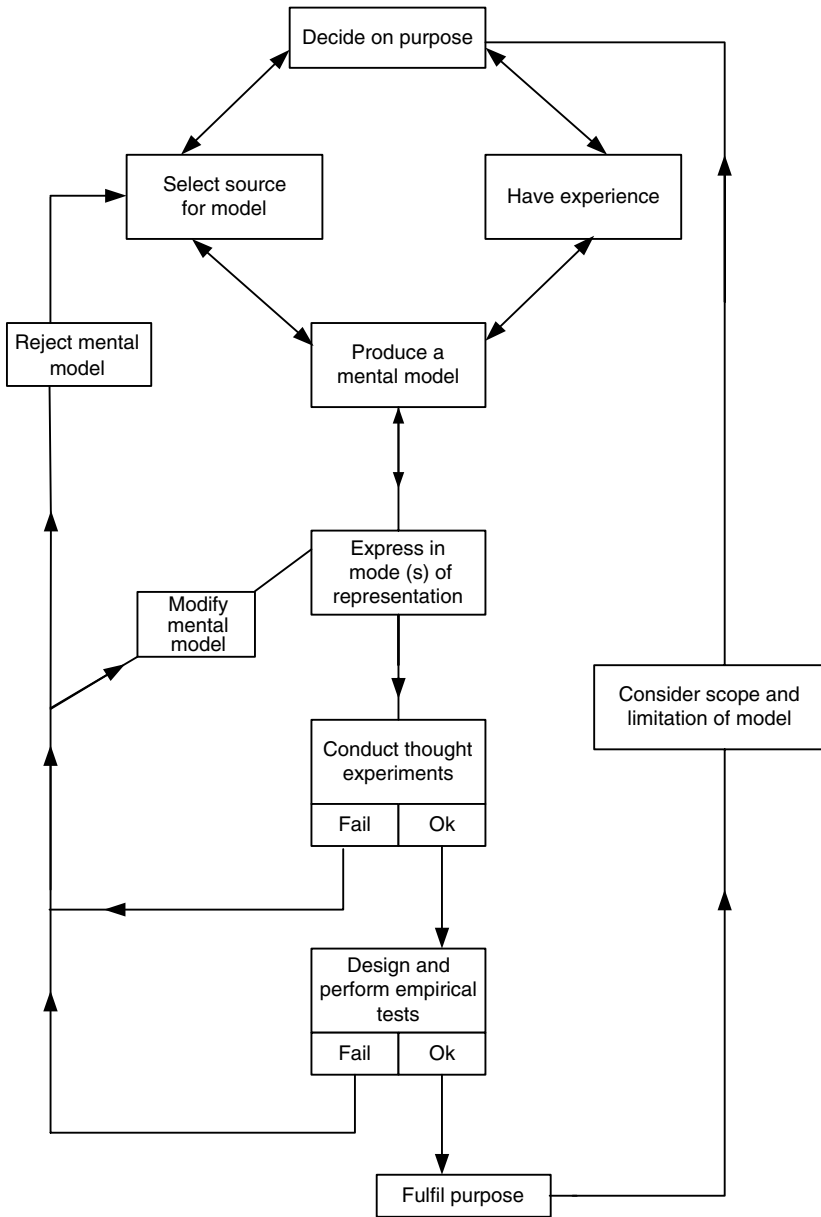 Decide on purpose
Select source
for model
Have experience
Reject mental
model
Produce a
mental model
Express in
mode (s) of
representation
Modify
mental
model
Consider scope and
limitation of model
Conduct thought
experiments
Fail
Ok
Design and
perform empirical
tests
Fail
Ok
Fulfil purpose